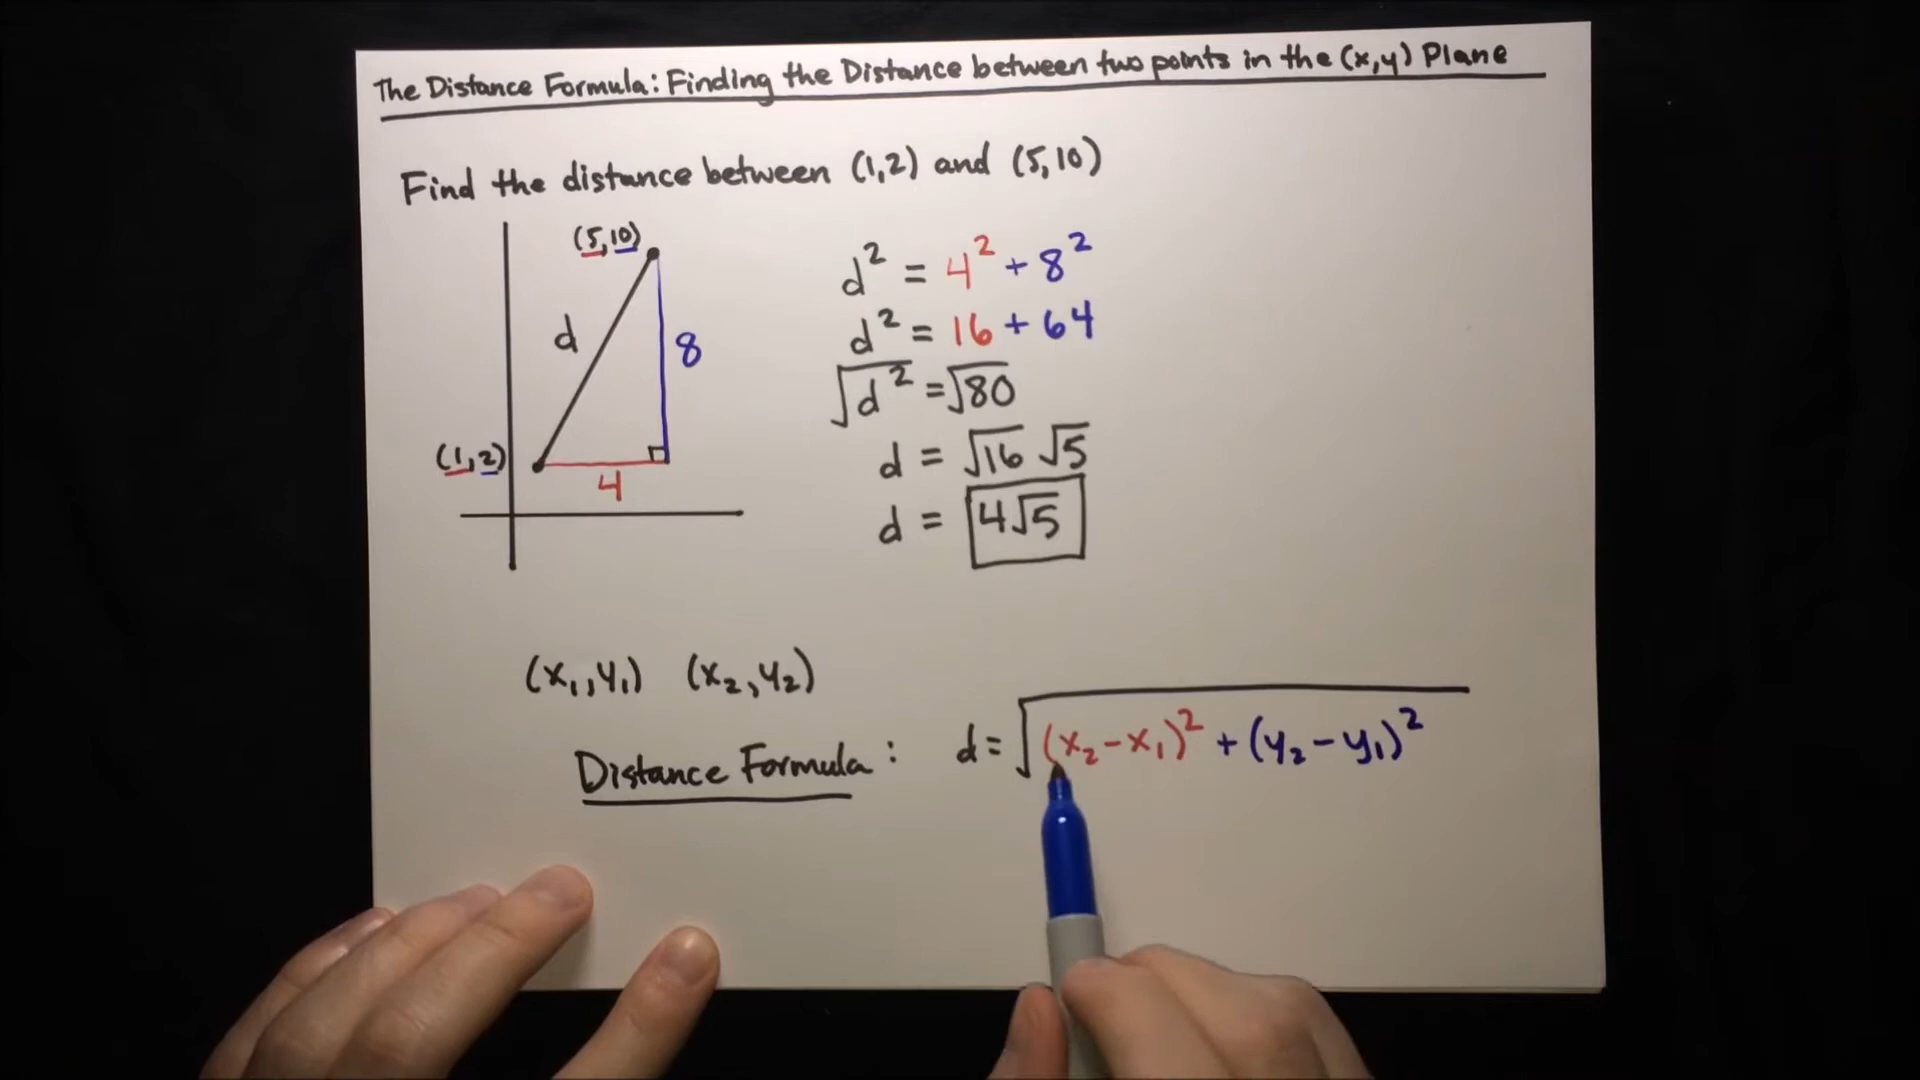 The Distance Formula: Finding the Distance between two points in the (x,y) Plane
Find the distance between (1,2) and (5,10)
(5,10)
d
8
(1,2)
4
d² = 4² + 8²
d² = 16 + 64
√d² = √80
d = √16 √5
d = 4√5
(x₁,y₁) (x₂,y₂)
Distance Formula: d = √(x₂-x₁)² + (y₂-y₁)²